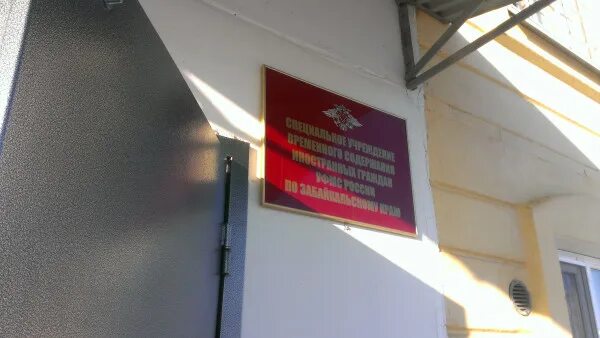 СПЕЦИАЛЬНОЕ УЧРЕЖДЕНИЕ
ВРЕМЕННОГО СОДЕРЖАНИЯ
ИНОСТРАННЫХ ГРАЖДАН
УФМС РОССИИ
ПО ЗАБАЙКАЛЬСКОМУ КРАЮ